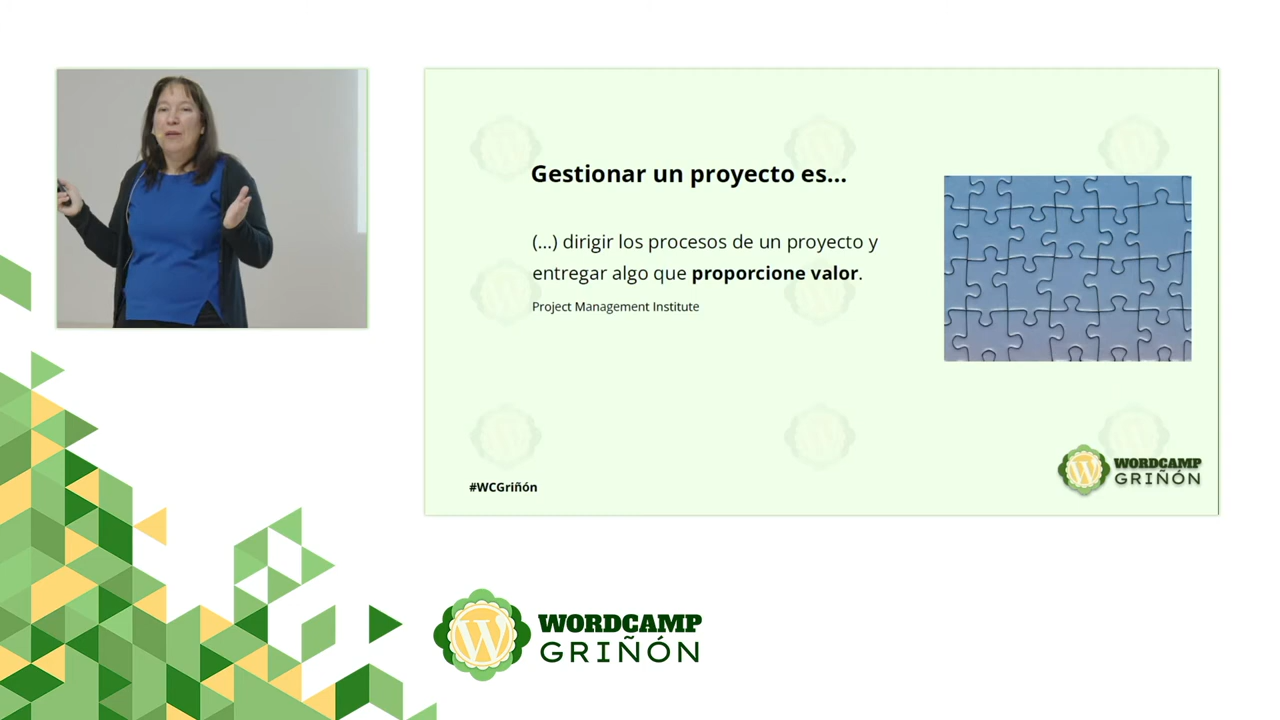 Gestionar un proyecto es...
(...) dirigir los procesos de un proyecto y
entregar algo que proporcione valor.
Project Management Institute
#WCGriñón
WORDCAMP
GRIÑÓN
WORDCAMP
GRIÑÓN